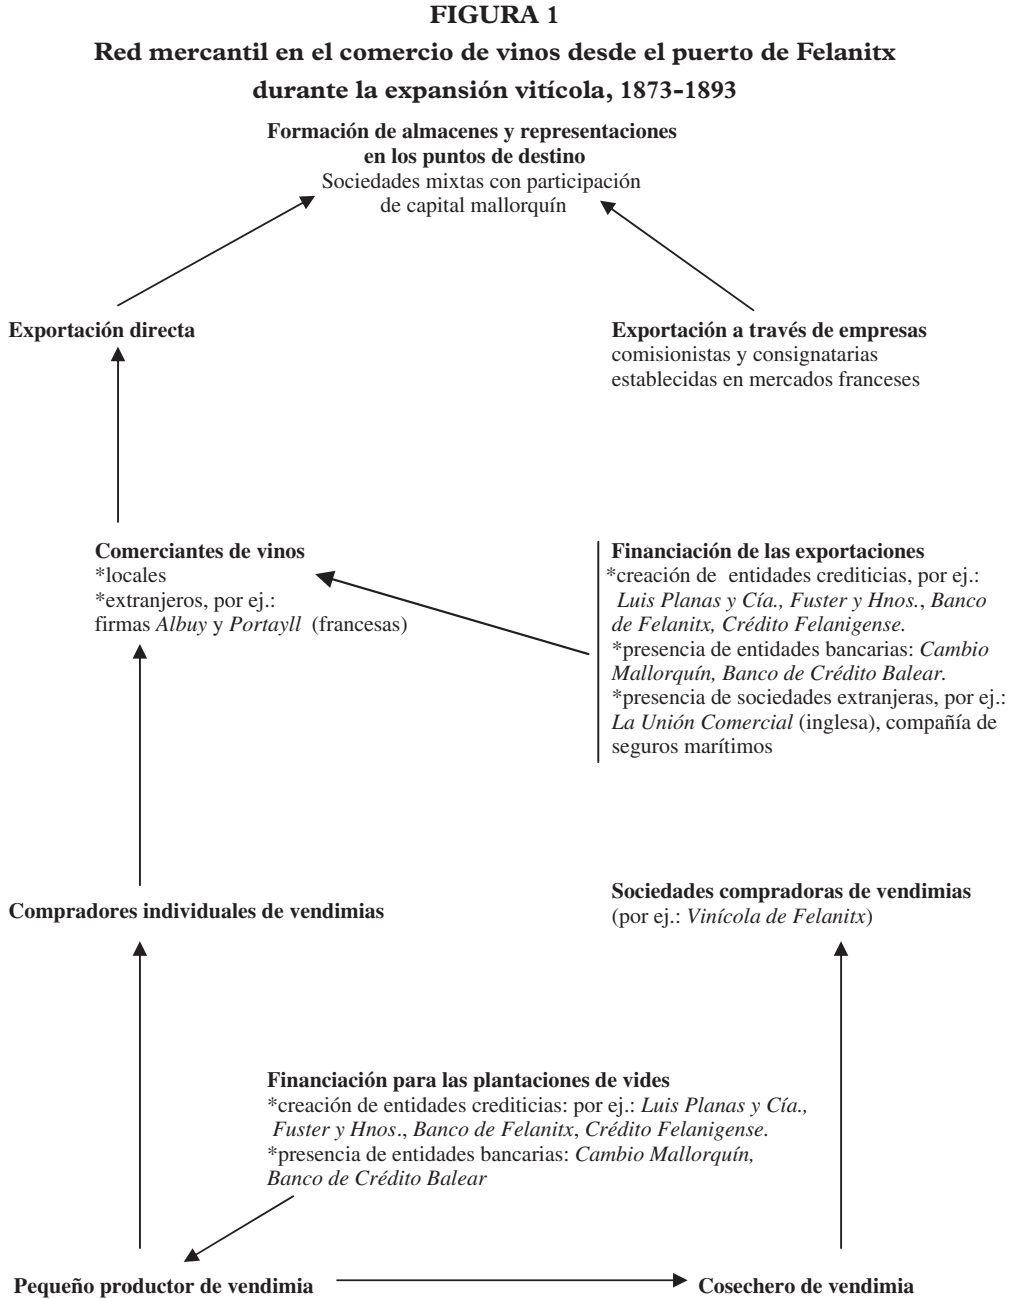 FIGURA 1
Red mercantil en el comercio de vinos desde el puerto de Felanitx
durante la expansión vitícola, 1873-1893
Formación de almacenes y representaciones
en los puntos de destino
Sociedades mixtas con participación
de capital mallorquín
Exportación directa
Exportación a través de empresas
comisionistas y consignatarias
establecidas en mercados franceses
Comerciantes de vinos
*locales
*extranjeros, por ej.:
firmas Albuy y Portayll (francesas)
Financiación de las exportaciones
*creación de entidades crediticias, por ej.:
Luis Planas y Cía., Fuster y Hnos., Banco
de Felanitx, Crédito Felanigense.
*presencia de entidades bancarias: Cambio
Mallorquín, Banco de Crédito Balear.
*presencia de sociedades extranjeras, por ej.:
La Unión Comercial (inglesa), compañía de
seguros marítimos
Compradores individuales de vendimias
Sociedades compradoras de vendimias
(por ej.: Vinícola de Felanitx)
Financiación para las plantaciones de vides
*creación de entidades crediticias: por ej.: Luis Planas y Cía.,
Fuster y Hnos., Banco de Felanitx, Crédito Felanigense.
*presencia de entidades bancarias: Cambio Mallorquín,
Banco de Crédito Balear
Pequeño productor de vendimia
Cosechero de vendimia